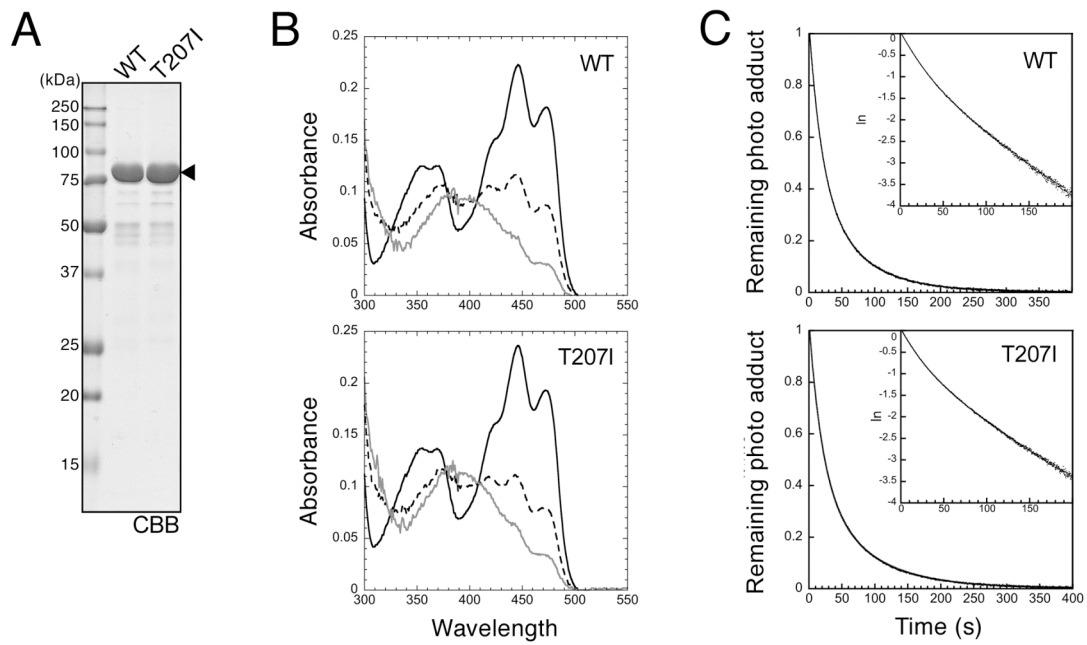 A
WT T207I
(kDa)
250
150
100
75
50
37
25
20
15
CBB
B
Absorbance
0.25
0.2
0.15
0.1
0.05
0
WT
300 350 400 450 500 550
Absorbance
0.25
0.2
0.15
0.1
0.05
0
T207I
300 350 400 450 500 550
Wavelength
C
Remaining photo adduct
1
0.8
0.6
0.4
0.2
0
WT
ln
0
-0.5
-1
-1.5
-2
-2.5
-3
-3.5
-4
0 50 100 150
0 50 100 150 200 250 300 350
Remaining photo adduct
1
0.8
0.6
0.4
0.2
0
T207I
ln
0
-0.5
-1
-1.5
-2
-2.5
-3
-3.5
-4
0 50 100 150
0 50 100 150 200 250 300 350 400
Time (s)